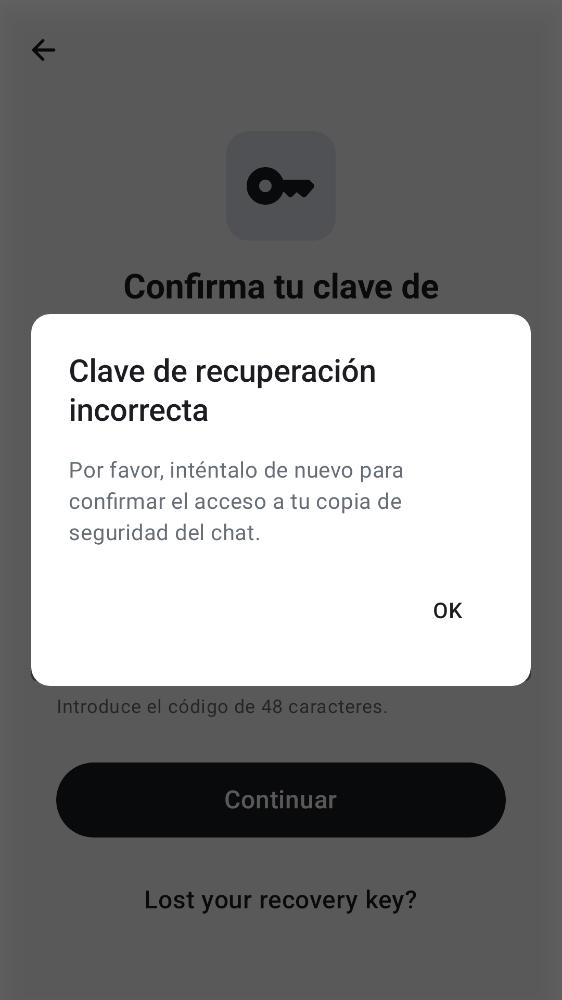 Confirma tu clave de
Clave de recuperación
incorrecta
Por favor, inténtalo de nuevo para
confirmar el acceso a tu copia de
seguridad del chat.
OK
Introduce el código de 48 caracteres.
Continuar
Lost your recovery key?